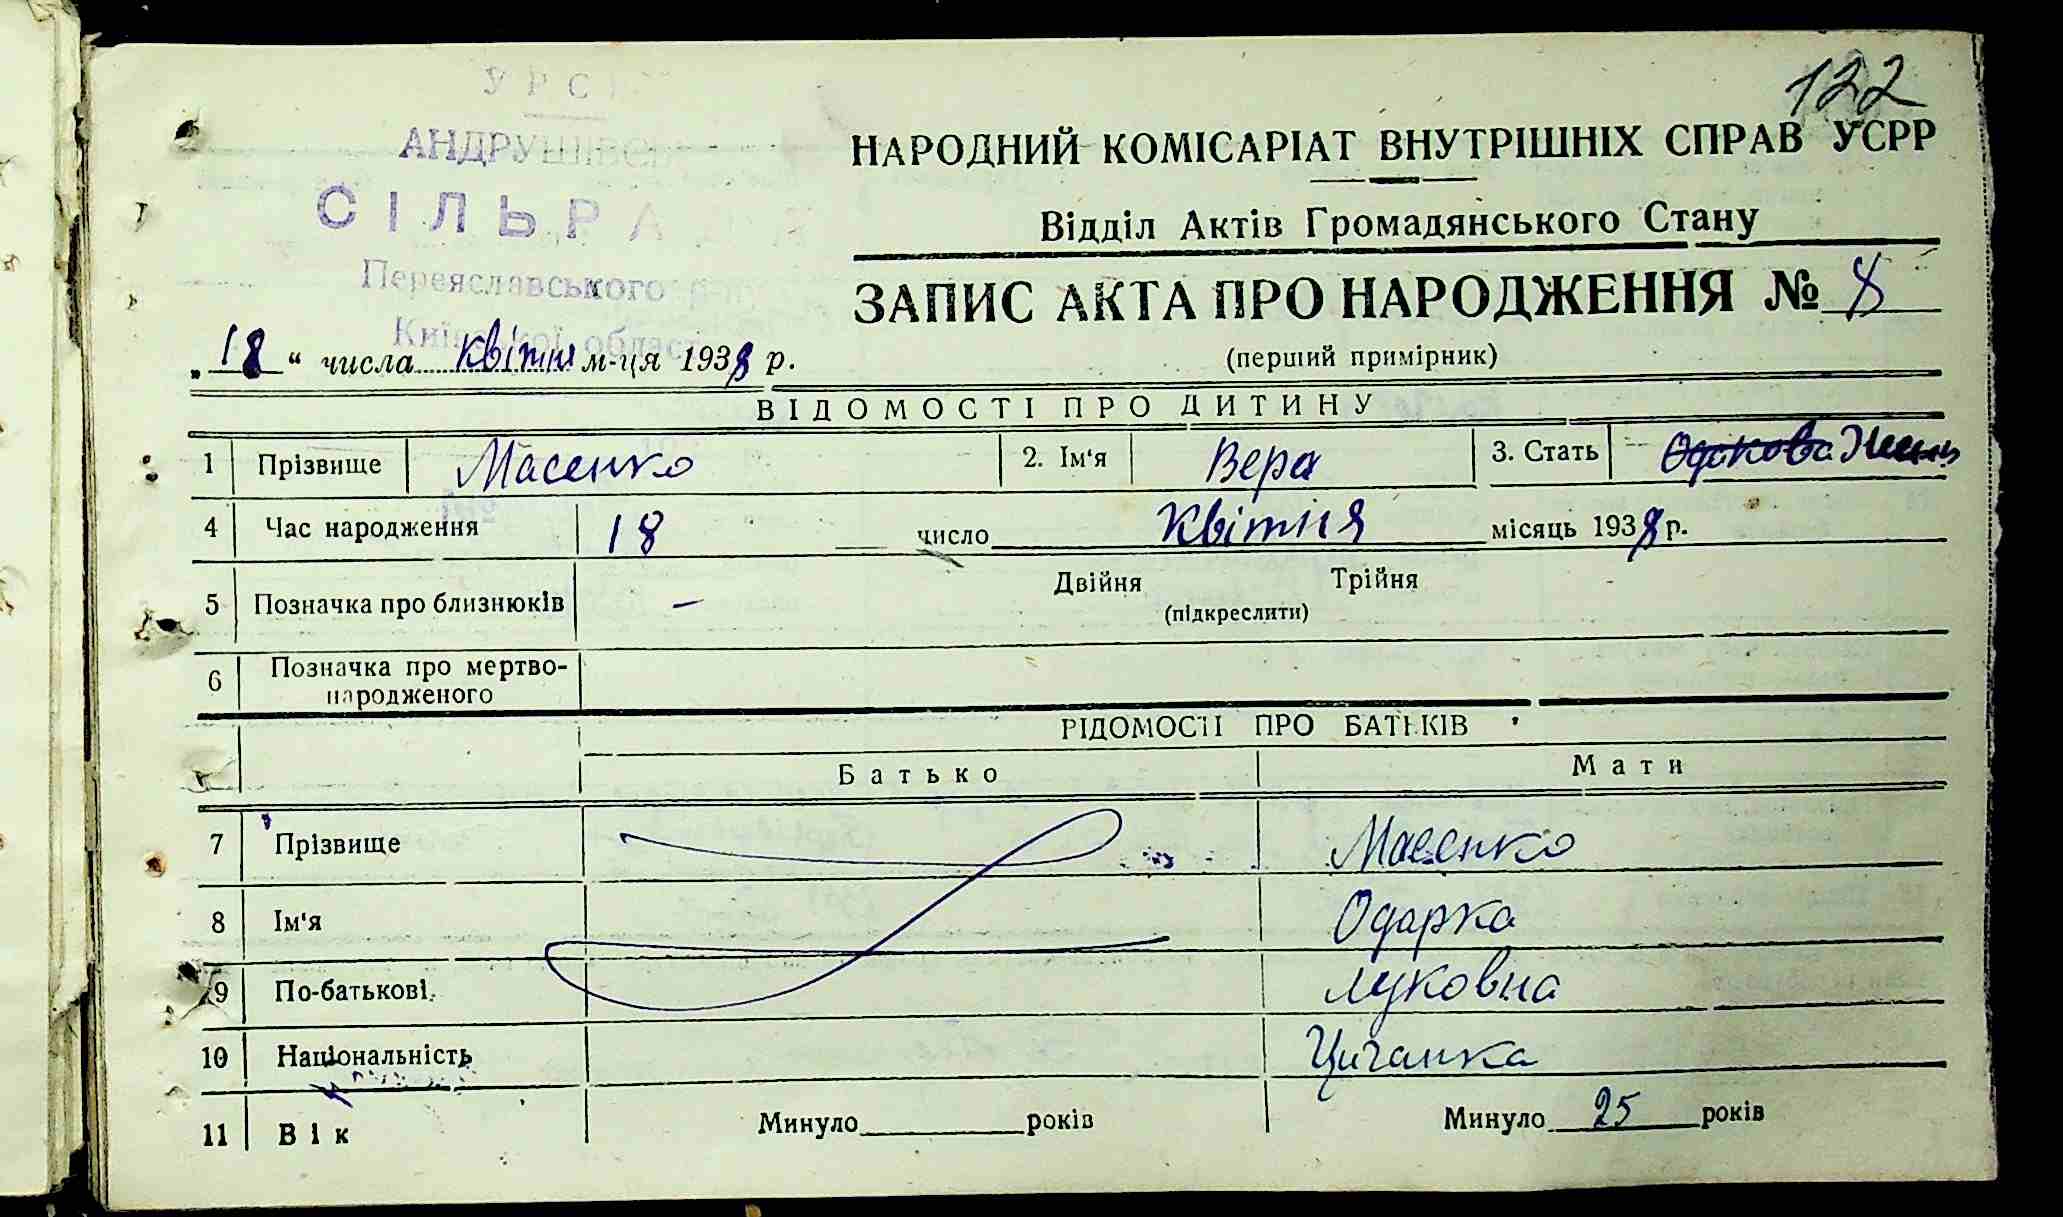 122
УРС
АНДРУШІВСЬ
СІЛЬРА
Переяславського
Київської област
НАРОДНИЙ КОМІСАРІАТ ВНУТРІШНІХ СПРАВ УСРР
Відділ Актів Громадянського Стану
ЗАПИС АКТА ПРО НАРОДЖЕННЯ № 8
(перший примірник)
„18" числа квітня м-ця 1938 р.
ВІДОМОСТІ ПРО ДИТИНУ
1 Прізвище Масенко 2. Ім'я Вера 3. Стать
4 Час народження 18 число Квітня місяць 1938 р.
5 Позначка про близнюків — Двійня Трійня
(підкреслити)
6 Позначка про мертво-
народженого
РІДОМОСТІ ПРО БАТЬКІВ
Батько Мати
7 Прізвище Масенко
8 Ім'я Одарка
9 По-батькові Луковна
10 Національність Циганка
11 Вік Минуло років Минуло 25 років